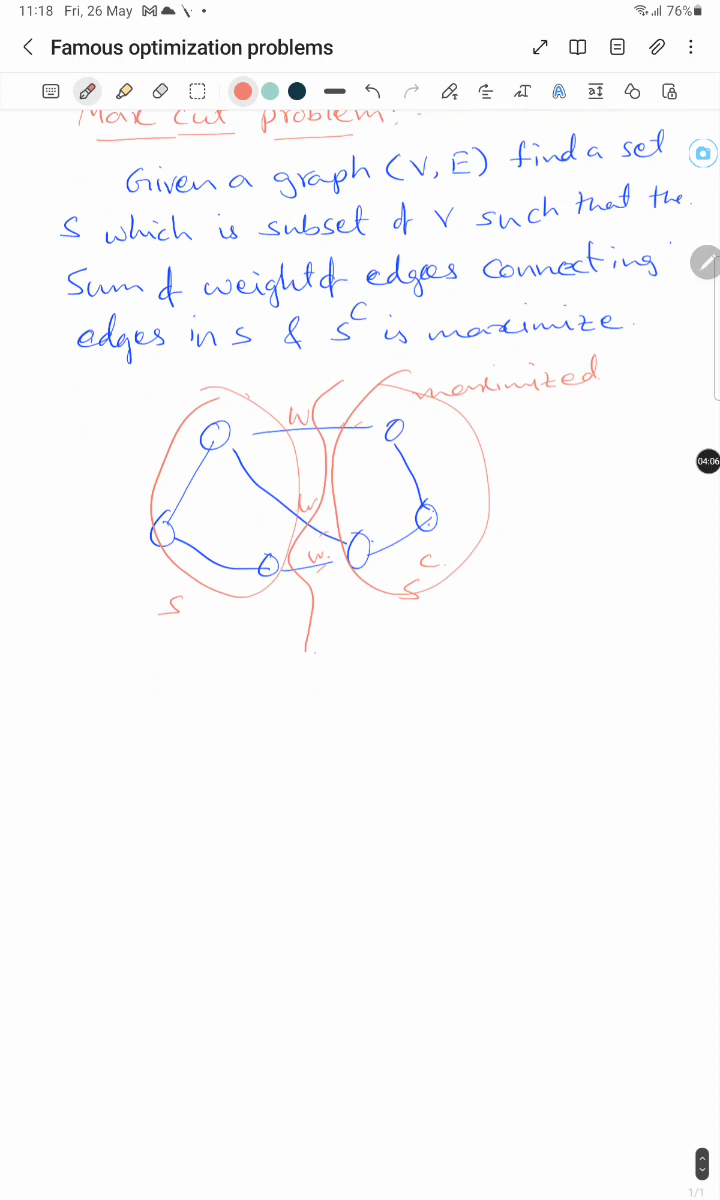 11:18 Fri, 26 May 76%
Famous optimization problems
Max cut problem:
Given a graph (V, E) find a set
S which is subset of V such that the
Sum of weight of edges connecting
edges in S & S^C is maximize.
maximized
W
W
W.
S
S^C
04:06
1/1